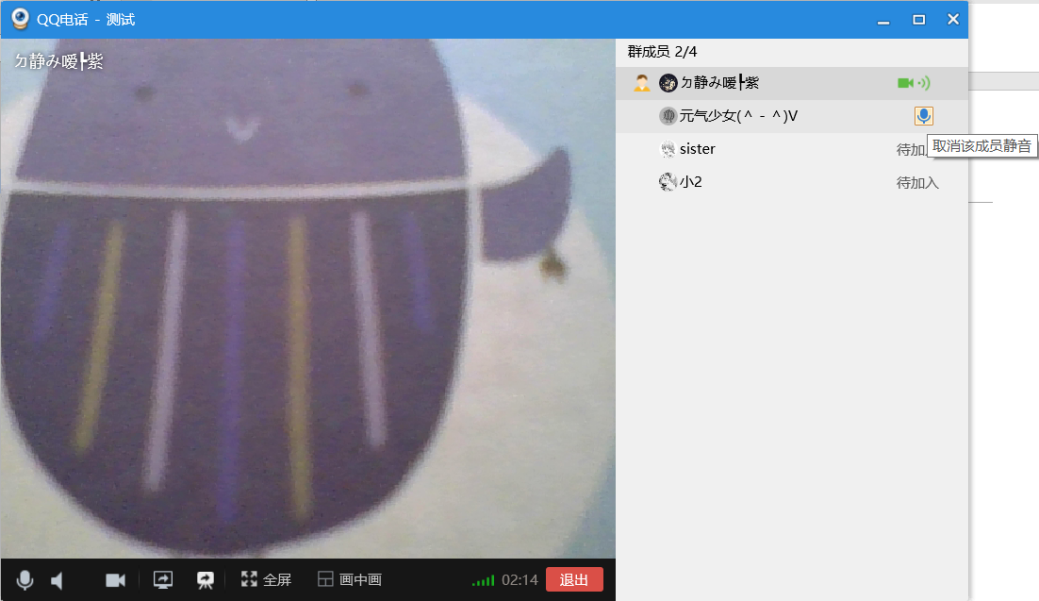 QQ电话 - 测试
ㄉ静み嗳┣紫
群成员 2/4
ㄉ静み嗳┣紫
元气少女(＾－＾)V
取消该成员静音
sister 待加
小2 待加入
全屏 画中画 02:14 退出